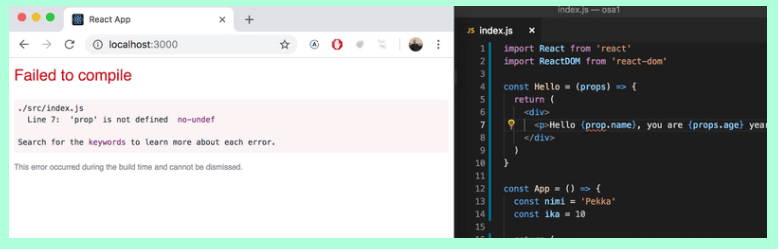 React App
localhost:3000
Failed to compile
./src/index.js
Line 7: 'prop' is not defined no-undef
Search for the keywords to learn more about each error.
This error occurred during the build time and cannot be dismissed.
index.js — osa1
JS index.js
1 import React from 'react'
2 import ReactDOM from 'react-dom'
3
4 const Hello = (props) => {
5 return (
6 <div>
7 <p>Hello {prop.name}, you are {props.age} year
8 </div>
9 )
10 }
11
12 const App = () => {
13 const nimi = 'Pekka'
14 const ika = 10
15